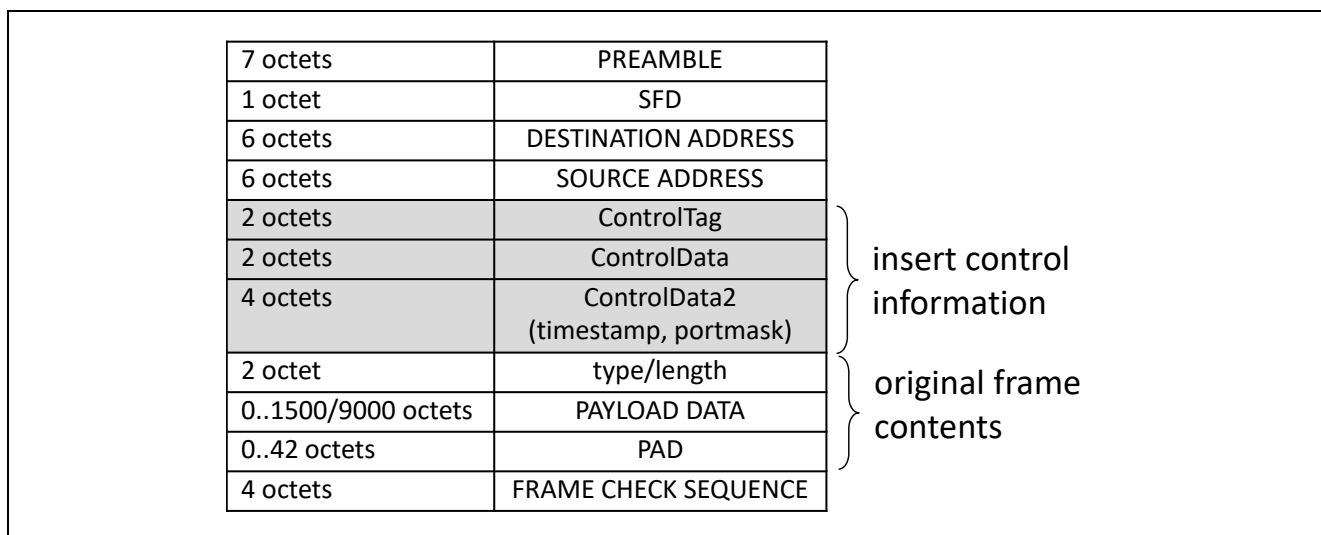 7 octets PREAMBLE
1 octet SFD
6 octets DESTINATION ADDRESS
6 octets SOURCE ADDRESS
2 octets ControlTag
2 octets ControlData
4 octets ControlData2
(timestamp, portmask)
insert control
information
2 octet type/length
0..1500/9000 octets PAYLOAD DATA
0..42 octets PAD
original frame
contents
4 octets FRAME CHECK SEQUENCE